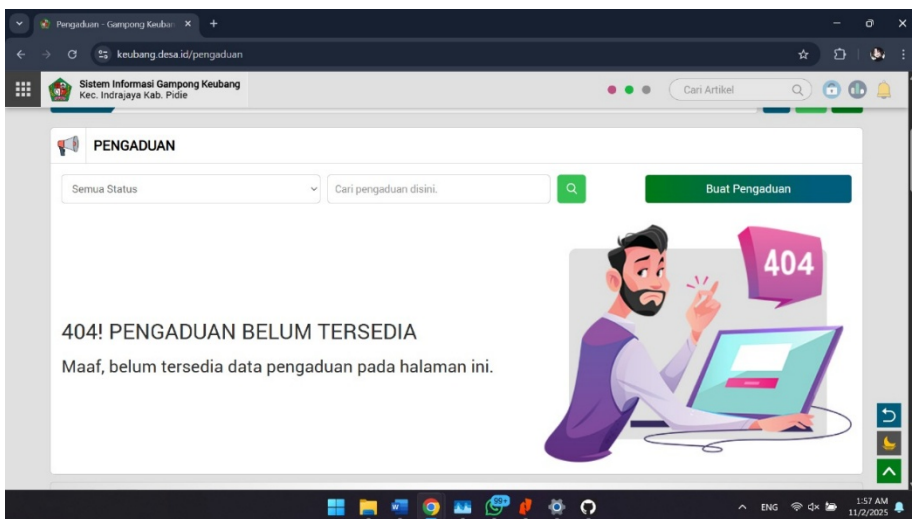 Pengaduan - Gampong Keuban
keubang.desa.id/pengaduan
Sistem Informasi Gampong Keubang
Kec. Indrajaya Kab. Pidie
Cari Artikel
PENGADUAN
Semua Status
Cari pengaduan disini.
Buat Pengaduan
404
404! PENGADUAN BELUM TERSEDIA
Maaf, belum tersedia data pengaduan pada halaman ini.
99+
ENG
1:57 AM
11/2/2025